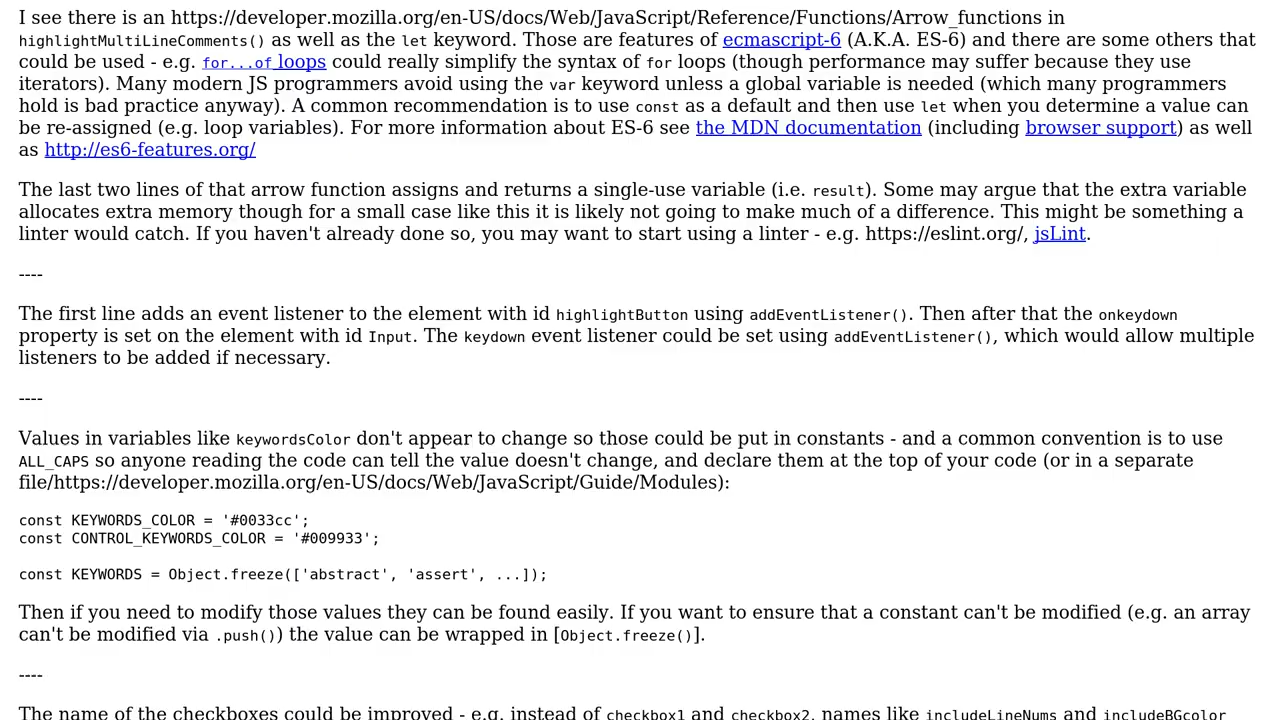 I see there is an https://developer.mozilla.org/en-US/docs/Web/JavaScript/Reference/Functions/Arrow_functions in
highlightMultiLineComments() as well as the let keyword. Those are features of ecmascript-6 (A.K.A. ES-6) and there are some others that
could be used - e.g. for...of loops could really simplify the syntax of for loops (though performance may suffer because they use
iterators). Many modern JS programmers avoid using the var keyword unless a global variable is needed (which many programmers
hold is bad practice anyway). A common recommendation is to use const as a default and then use let when you determine a value can
be re-assigned (e.g. loop variables). For more information about ES-6 see the MDN documentation (including browser support) as well
as http://es6-features.org/
The last two lines of that arrow function assigns and returns a single-use variable (i.e. result). Some may argue that the extra variable
allocates extra memory though for a small case like this it is likely not going to make much of a difference. This might be something a
linter would catch. If you haven't already done so, you may want to start using a linter - e.g. https://eslint.org/, jsLint.
----
The first line adds an event listener to the element with id highlightButton using addEventListener(). Then after that the onkeydown
property is set on the element with id Input. The keydown event listener could be set using addEventListener(), which would allow multiple
listeners to be added if necessary.
----
Values in variables like keywordsColor don't appear to change so those could be put in constants - and a common convention is to use
ALL_CAPS so anyone reading the code can tell the value doesn't change, and declare them at the top of your code (or in a separate
file/https://developer.mozilla.org/en-US/docs/Web/JavaScript/Guide/Modules):
const KEYWORDS_COLOR = '#0033cc';
const CONTROL_KEYWORDS_COLOR = '#009933';
const KEYWORDS = Object.freeze(['abstract', 'assert', ...]);
Then if you need to modify those values they can be found easily. If you want to ensure that a constant can't be modified (e.g. an array
can't be modified via .push()) the value can be wrapped in [Object.freeze()].
----
The name of the checkboxes could be improved - e.g. instead of checkbox1 and checkbox2, names like includeLineNums and includeBGcolor